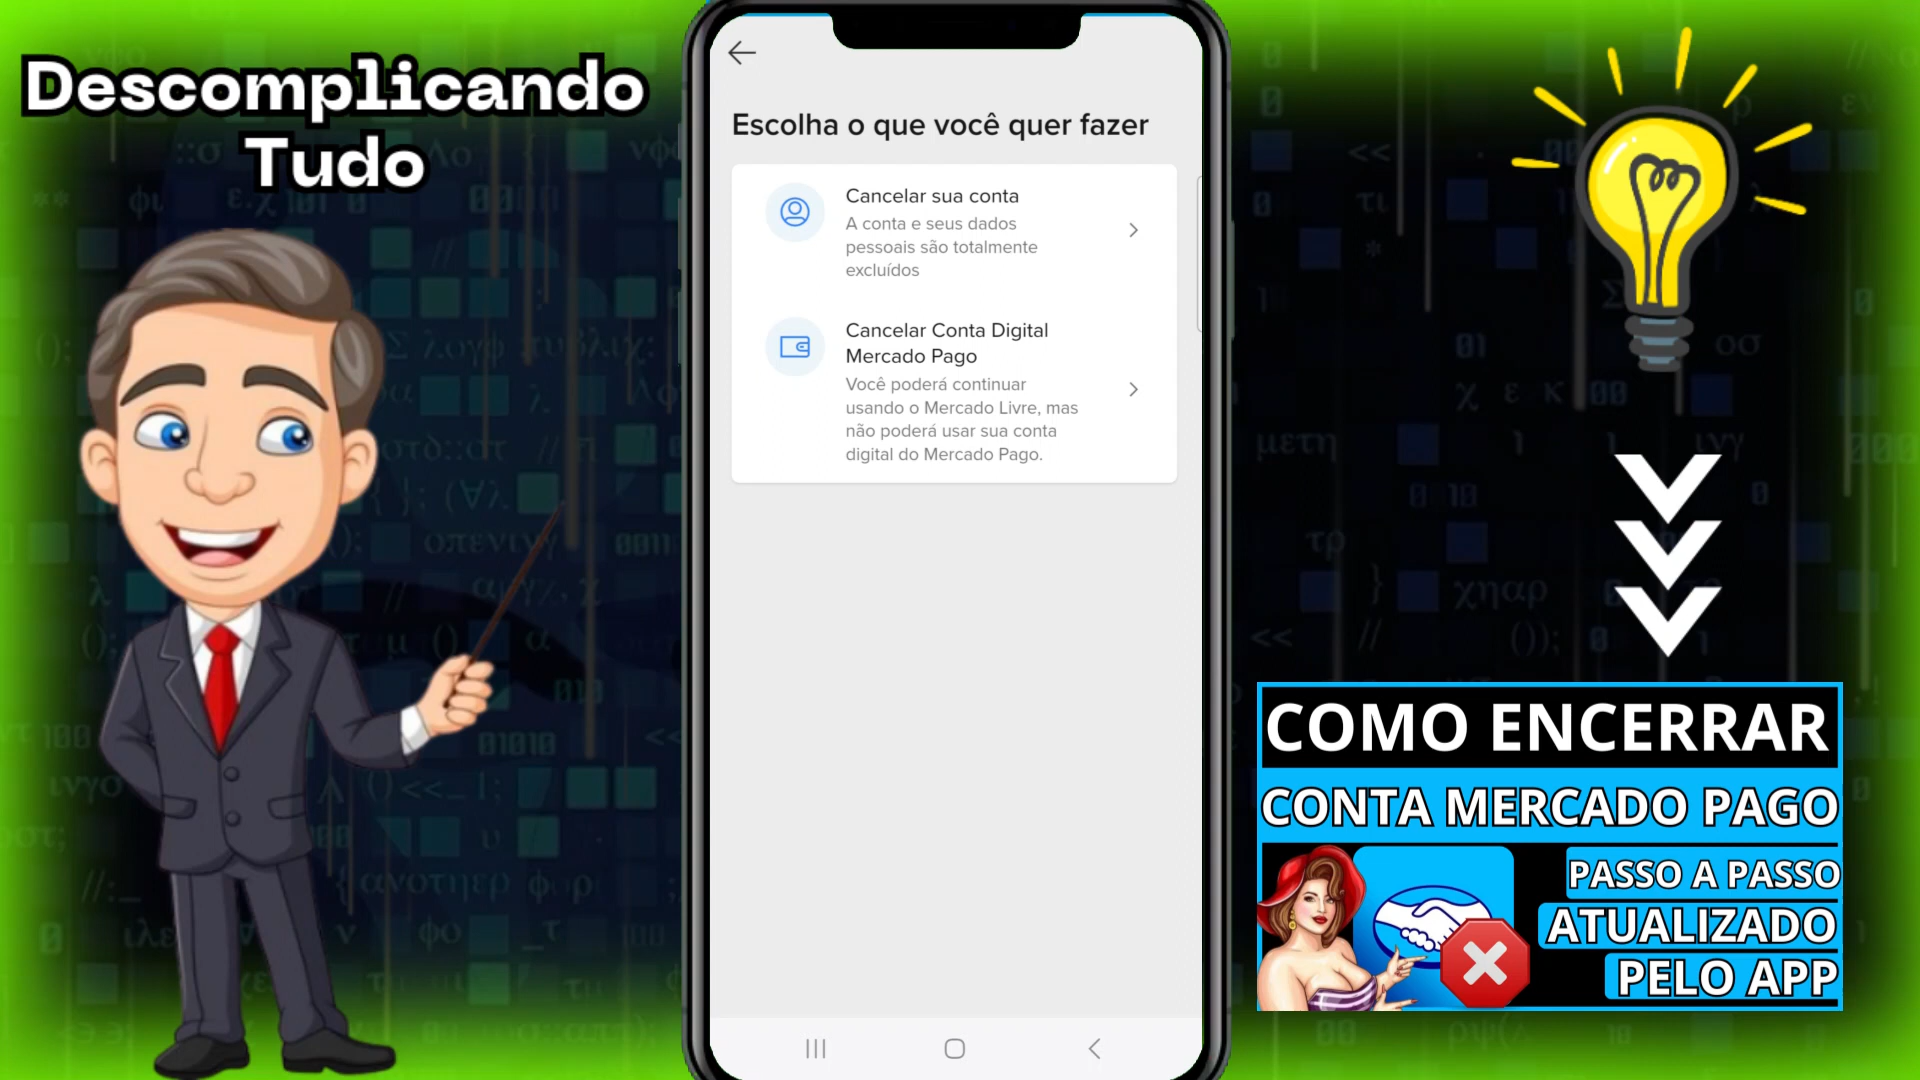 Descomplicando
Tudo
Escolha o que você quer fazer
Cancelar sua conta
A conta e seus dados
pessoais são totalmente
excluídos
Cancelar Conta Digital
Mercado Pago
Você poderá continuar
usando o Mercado Livre, mas
não poderá usar sua conta
digital do Mercado Pago.
COMO ENCERRAR
CONTA MERCADO PAGO
PASSO A PASSO
ATUALIZADO
PELO APP